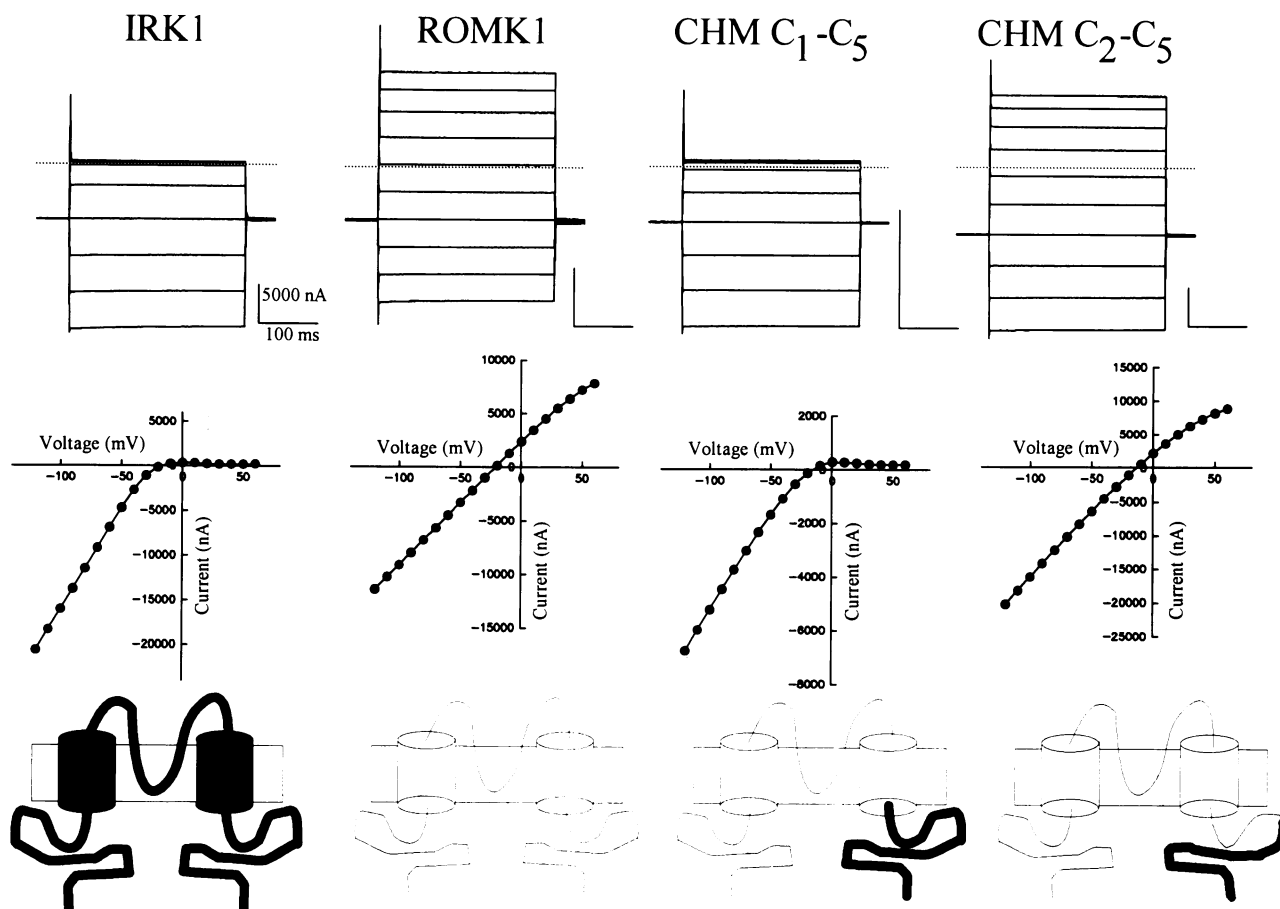 IRK1
ROMK1
CHM C1-C5
CHM C2-C5
5000 nA
100 ms
5000
Voltage (mV)
−100
−50
0
50
−5000
−10000
−15000
−20000
Current (nA)
10000
5000
Voltage (mV)
−100
−50
0
50
−5000
−10000
−15000
Current (nA)
2000
Voltage (mV)
−100
−50
0
50
−2000
−4000
−6000
−8000
Current (nA)
15000
10000
5000
Voltage (mV)
−100
−50
0
50
−5000
−10000
−15000
−20000
−25000
Current (nA)